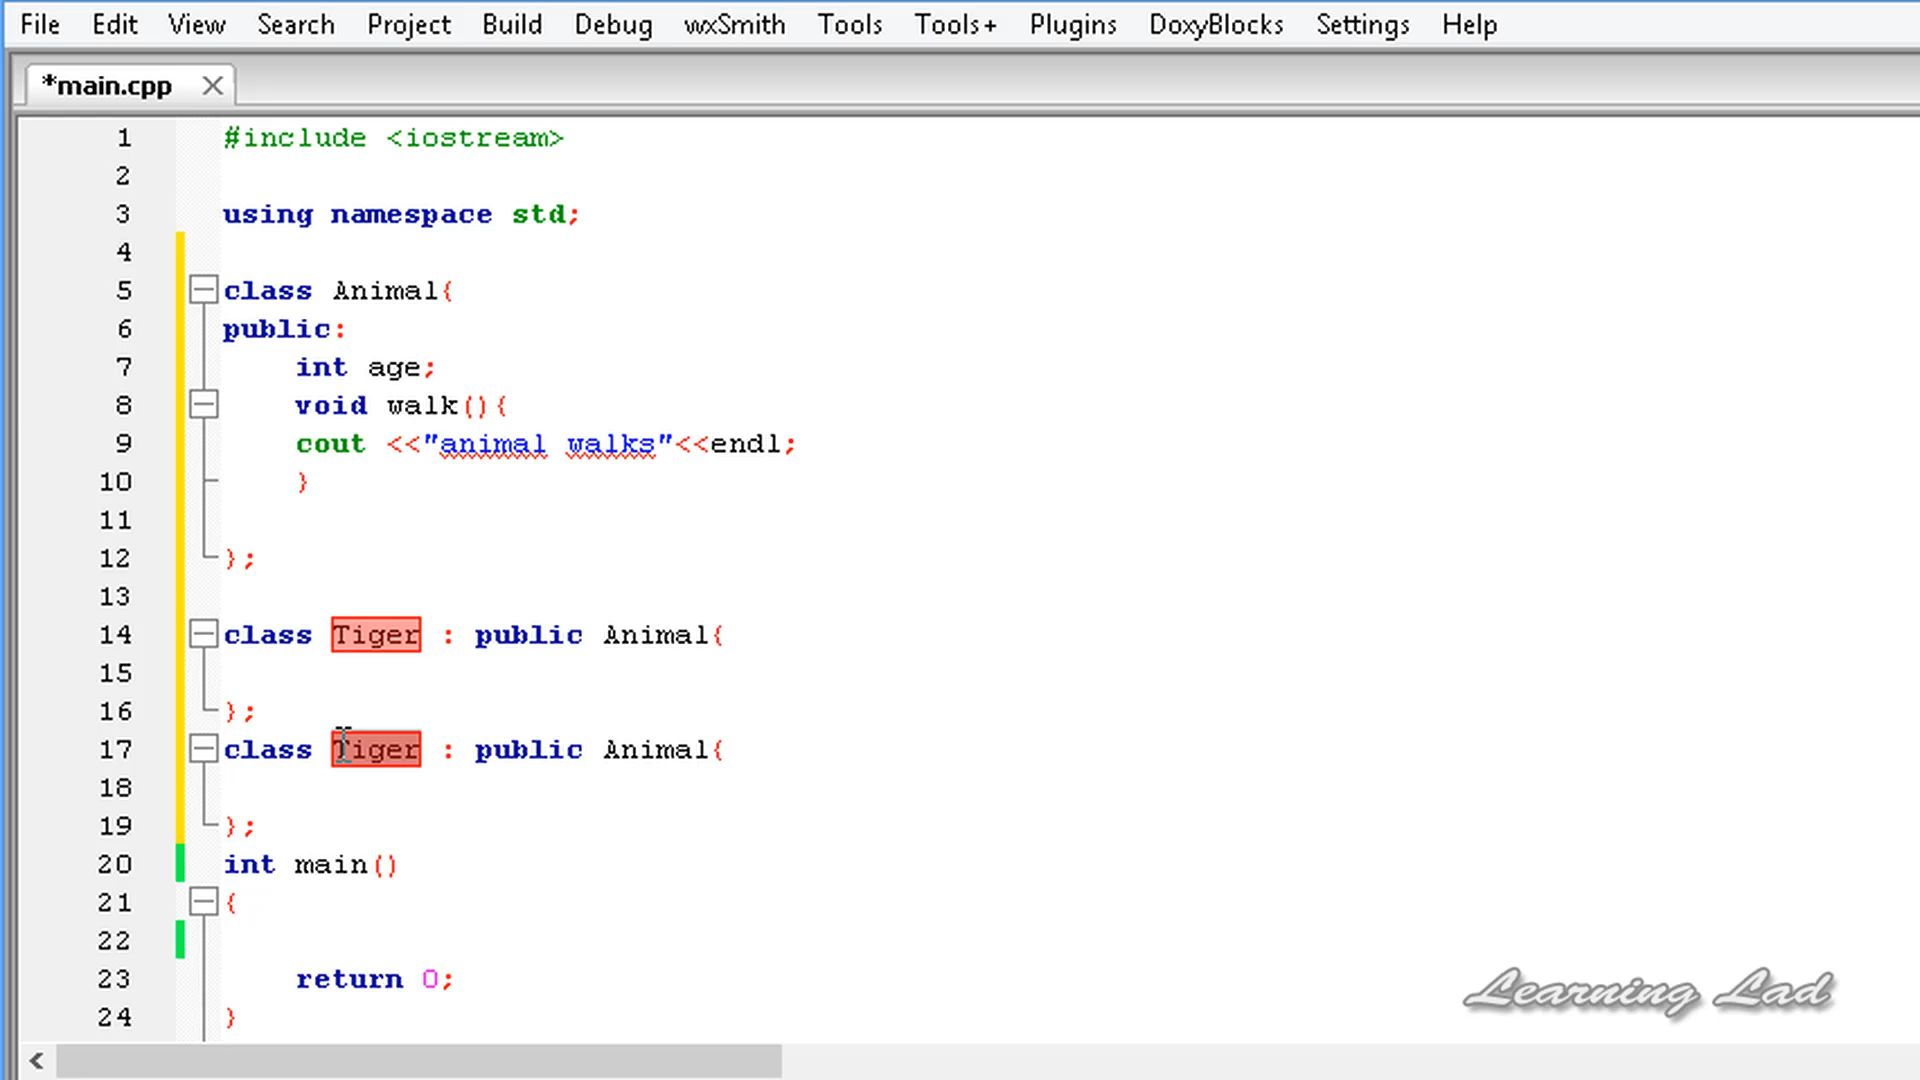 File Edit View Search Project Build Debug wxSmith Tools Tools+ Plugins DoxyBlocks Settings Help
*main.cpp
1 #include <iostream>
2
3 using namespace std;
4
5 class Animal{
6 public:
7 int age;
8 void walk(){
9 cout <<"animal walks"<<endl;
10 }
11
12 };
13
14 class Tiger : public Animal{
15
16 };
17 class Tiger : public Animal{
18
19 };
20 int main()
21 {
22
23 return 0;
24 }
Learning Lad